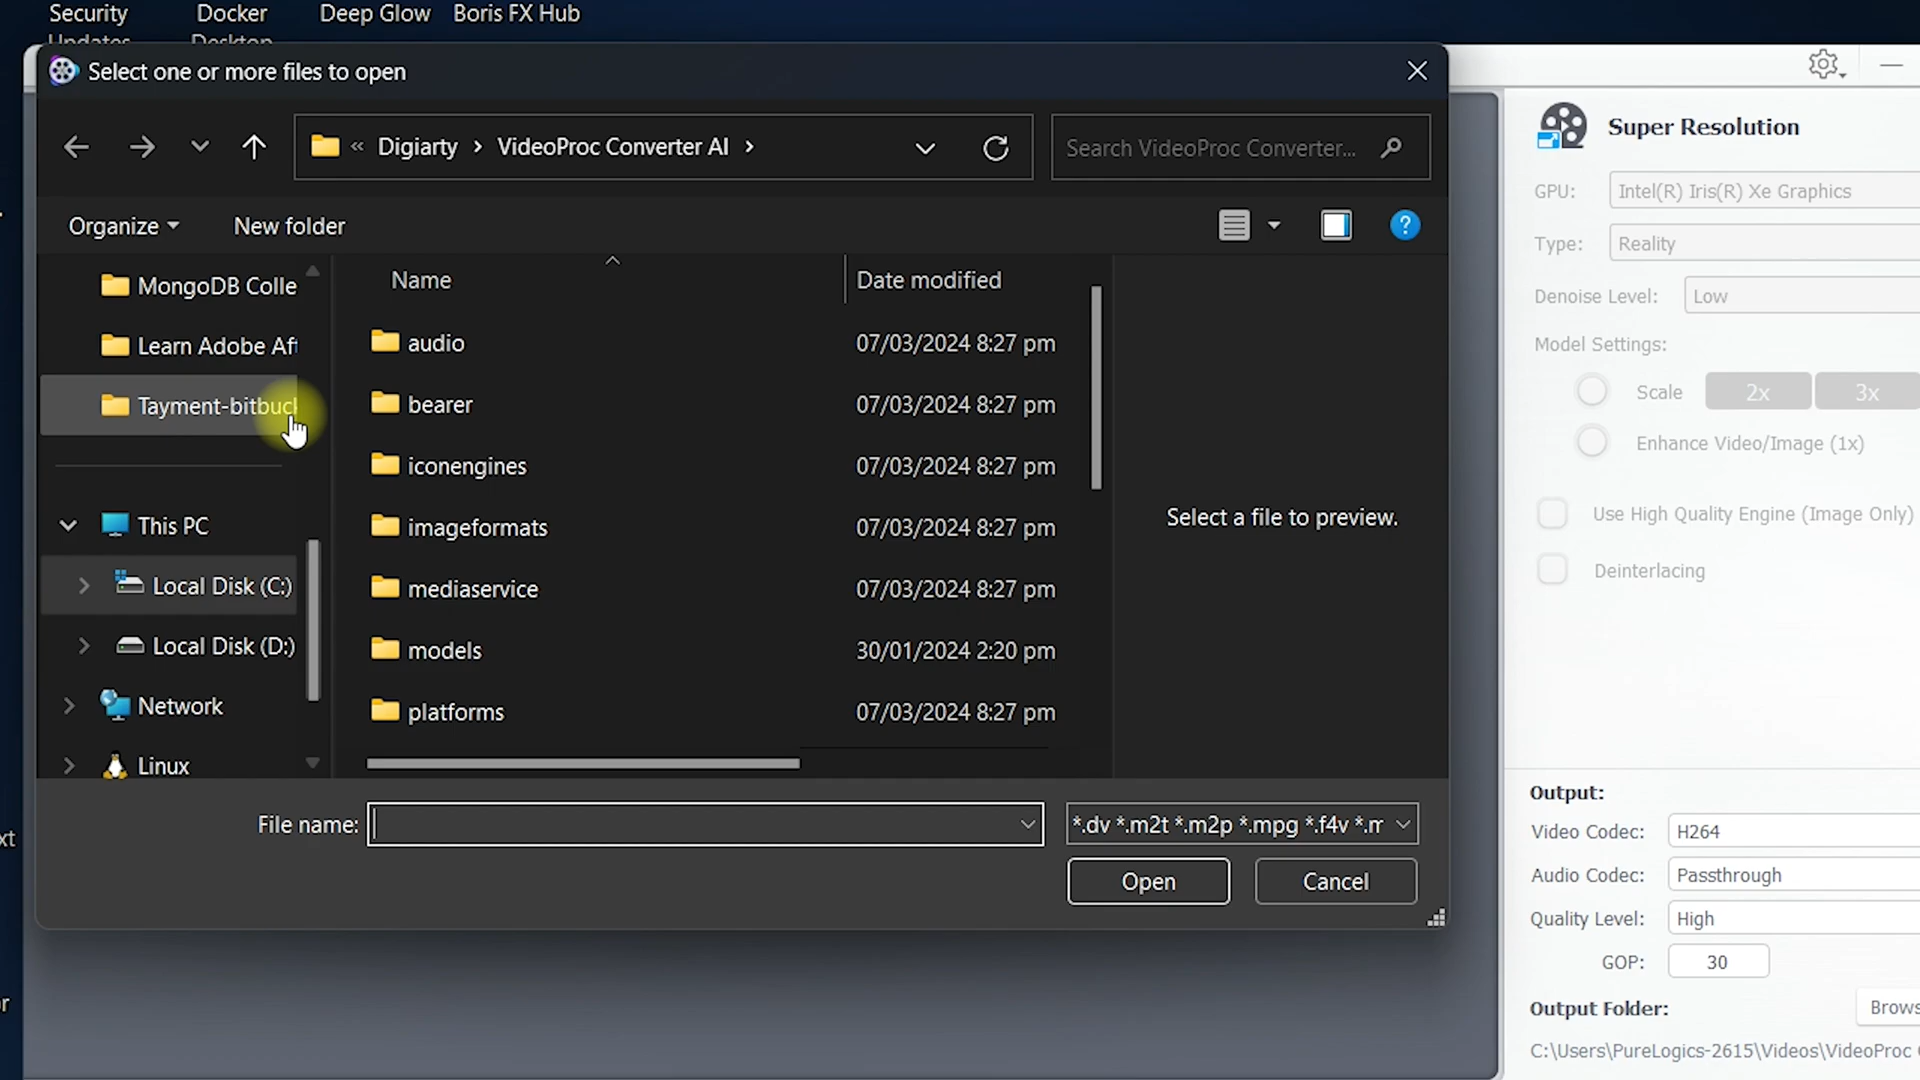 Security
Updates
Docker
Desktop
Deep Glow
Boris FX Hub
Select one or more files to open
« Digiarty > VideoProc Converter AI >
Search VideoProc Converter...
Organize
New folder
Name
Date modified
MongoDB Colle
Learn Adobe Aft
Tayment-bitbuck
This PC
Local Disk (C:)
Local Disk (D:)
Network
Linux
audio 07/03/2024 8:27 pm
bearer 07/03/2024 8:27 pm
iconengines 07/03/2024 8:27 pm
imageformats 07/03/2024 8:27 pm
mediaservice 07/03/2024 8:27 pm
models 30/01/2024 2:20 pm
platforms 07/03/2024 8:27 pm
Select a file to preview.
File name:
*.dv *.m2t *.m2p *.mpg *.f4v *.m
Open
Cancel
Super Resolution
GPU: Intel(R) Iris(R) Xe Graphics
Type: Reality
Denoise Level: Low
Model Settings:
Scale 2x 3x
Enhance Video/Image (1x)
Use High Quality Engine (Image Only)
Deinterlacing
Output:
Video Codec: H264
Audio Codec: Passthrough
Quality Level: High
GOP: 30
Output Folder:
Brows
C:\Users\PureLogics-2615\Videos\VideoProc